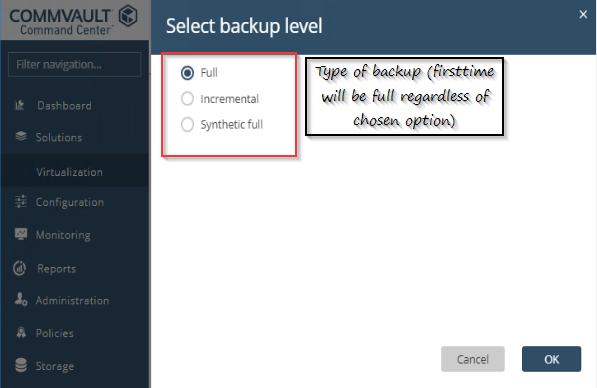 COMMVAULT
Command Center
Filter navigation...
Dashboard
Solutions
Virtualization
Configuration
Monitoring
Reports
Administration
Policies
Storage
Select backup level
Full
Incremental
Synthetic full
Type of backup (firsttime
will be full regardless of
chosen option)
Cancel
OK